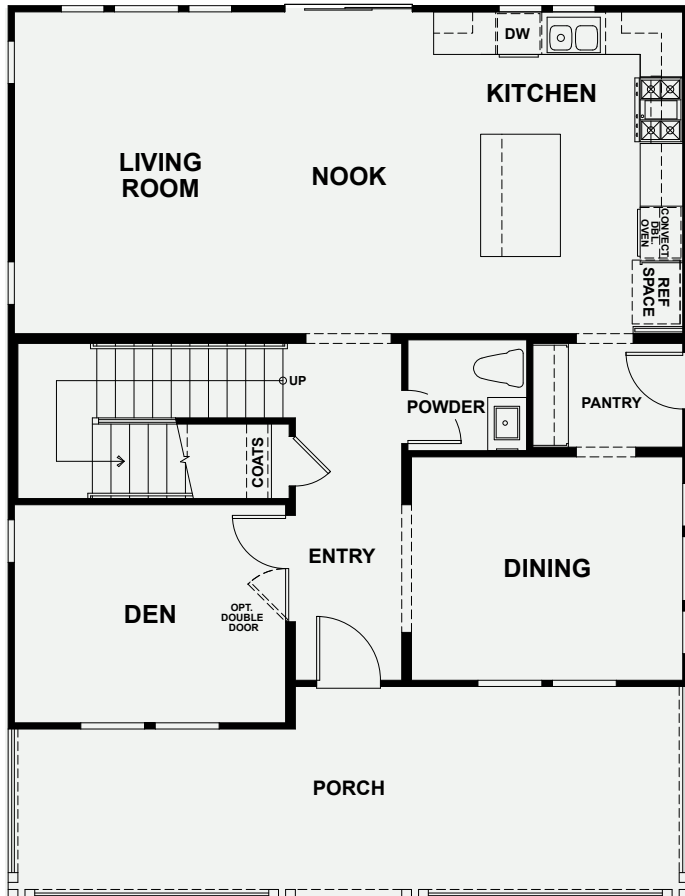 DW
KITCHEN
LIVING
ROOM
NOOK
CONVECT
DBL.
OVEN
REF
SPACE
UP
POWDER
PANTRY
COATS
ENTRY
DINING
DEN
OPT.
DOUBLE
DOOR
PORCH